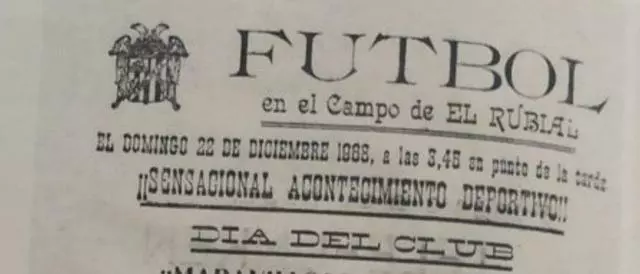 FUTBOL
en el Campo de EL RUBIAL
EL DOMINGO 22 DE DICIEMBRE 1968, a las 3,45 en punto de la tarde
¡¡SENSACIONAL ACONTECIMIENTO DEPORTIVO!!
DIA DEL CLUB